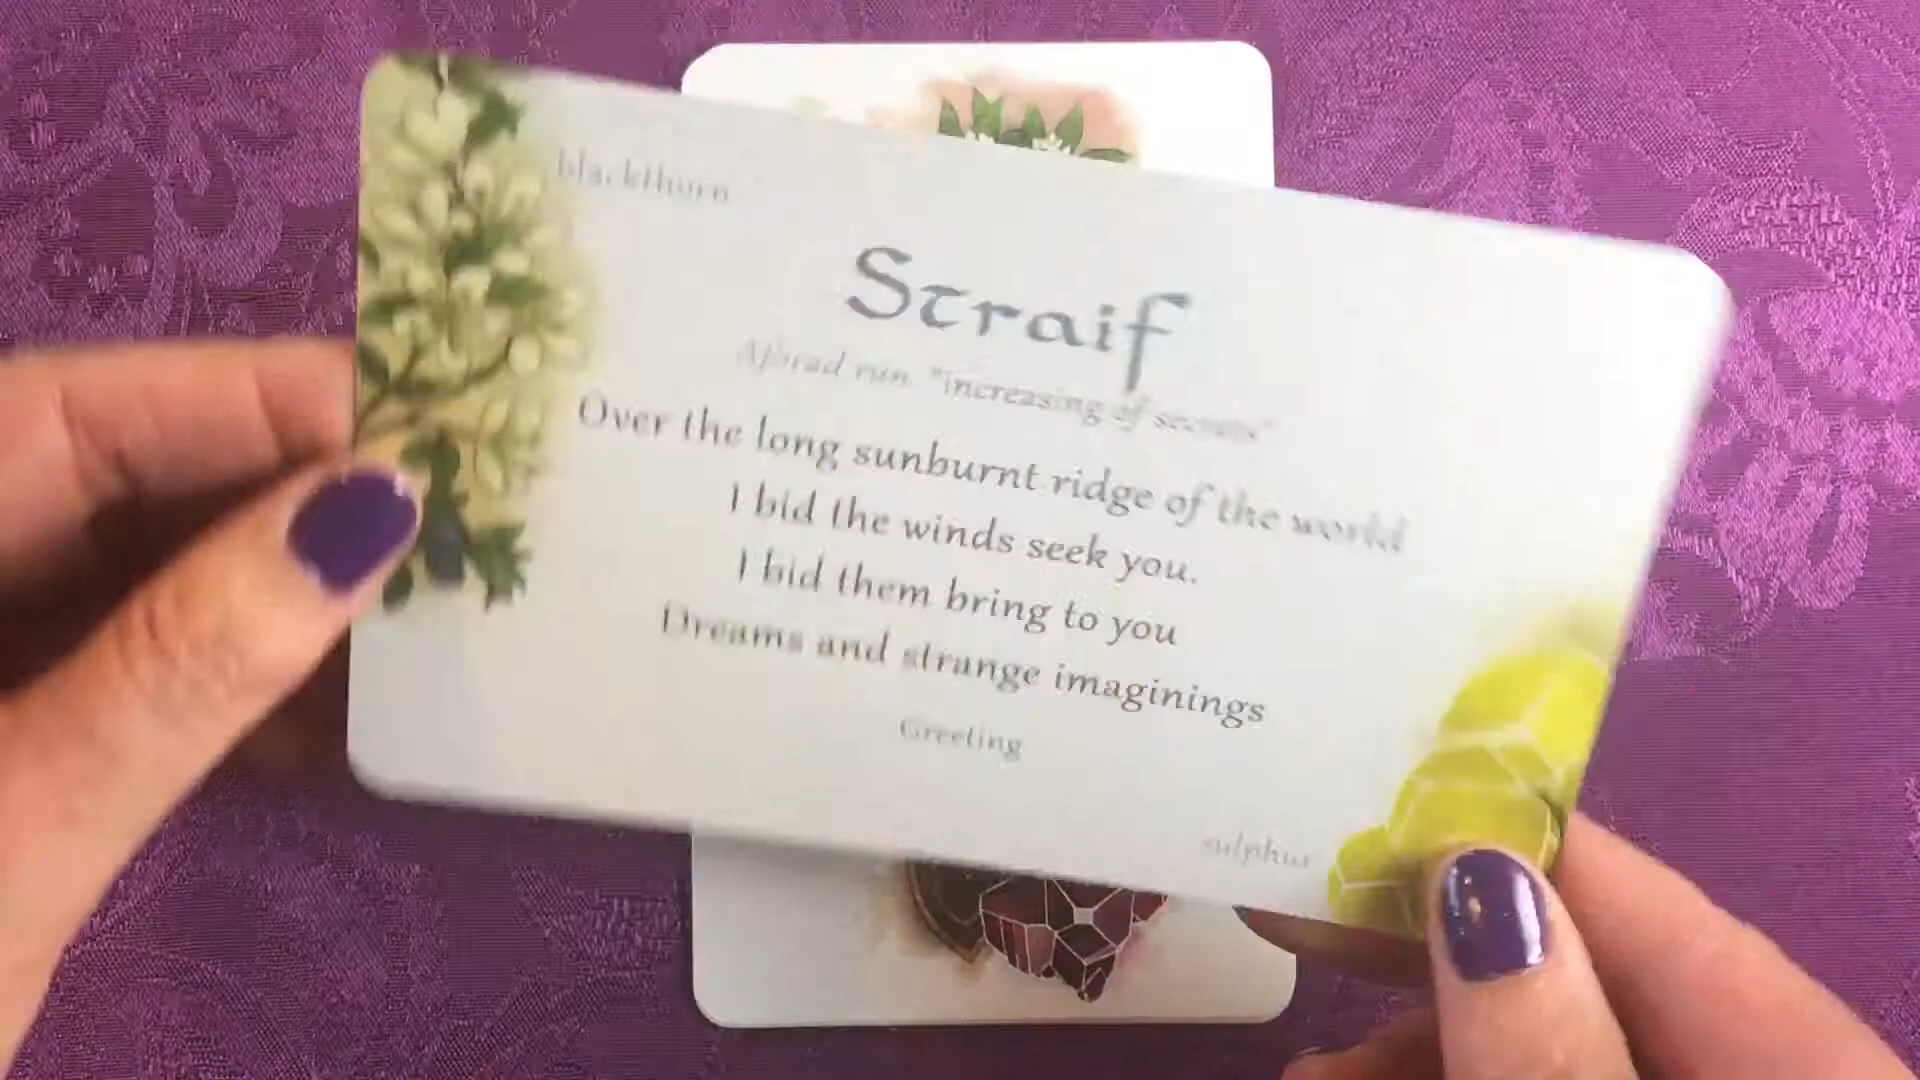 blackthorn
Straif
run "increasing of secrets"
Over the long sunburnt ridge of the world
I bid the winds seek you.
I bid them bring to you
Dreams and strange imaginings
Greeting
sulphur